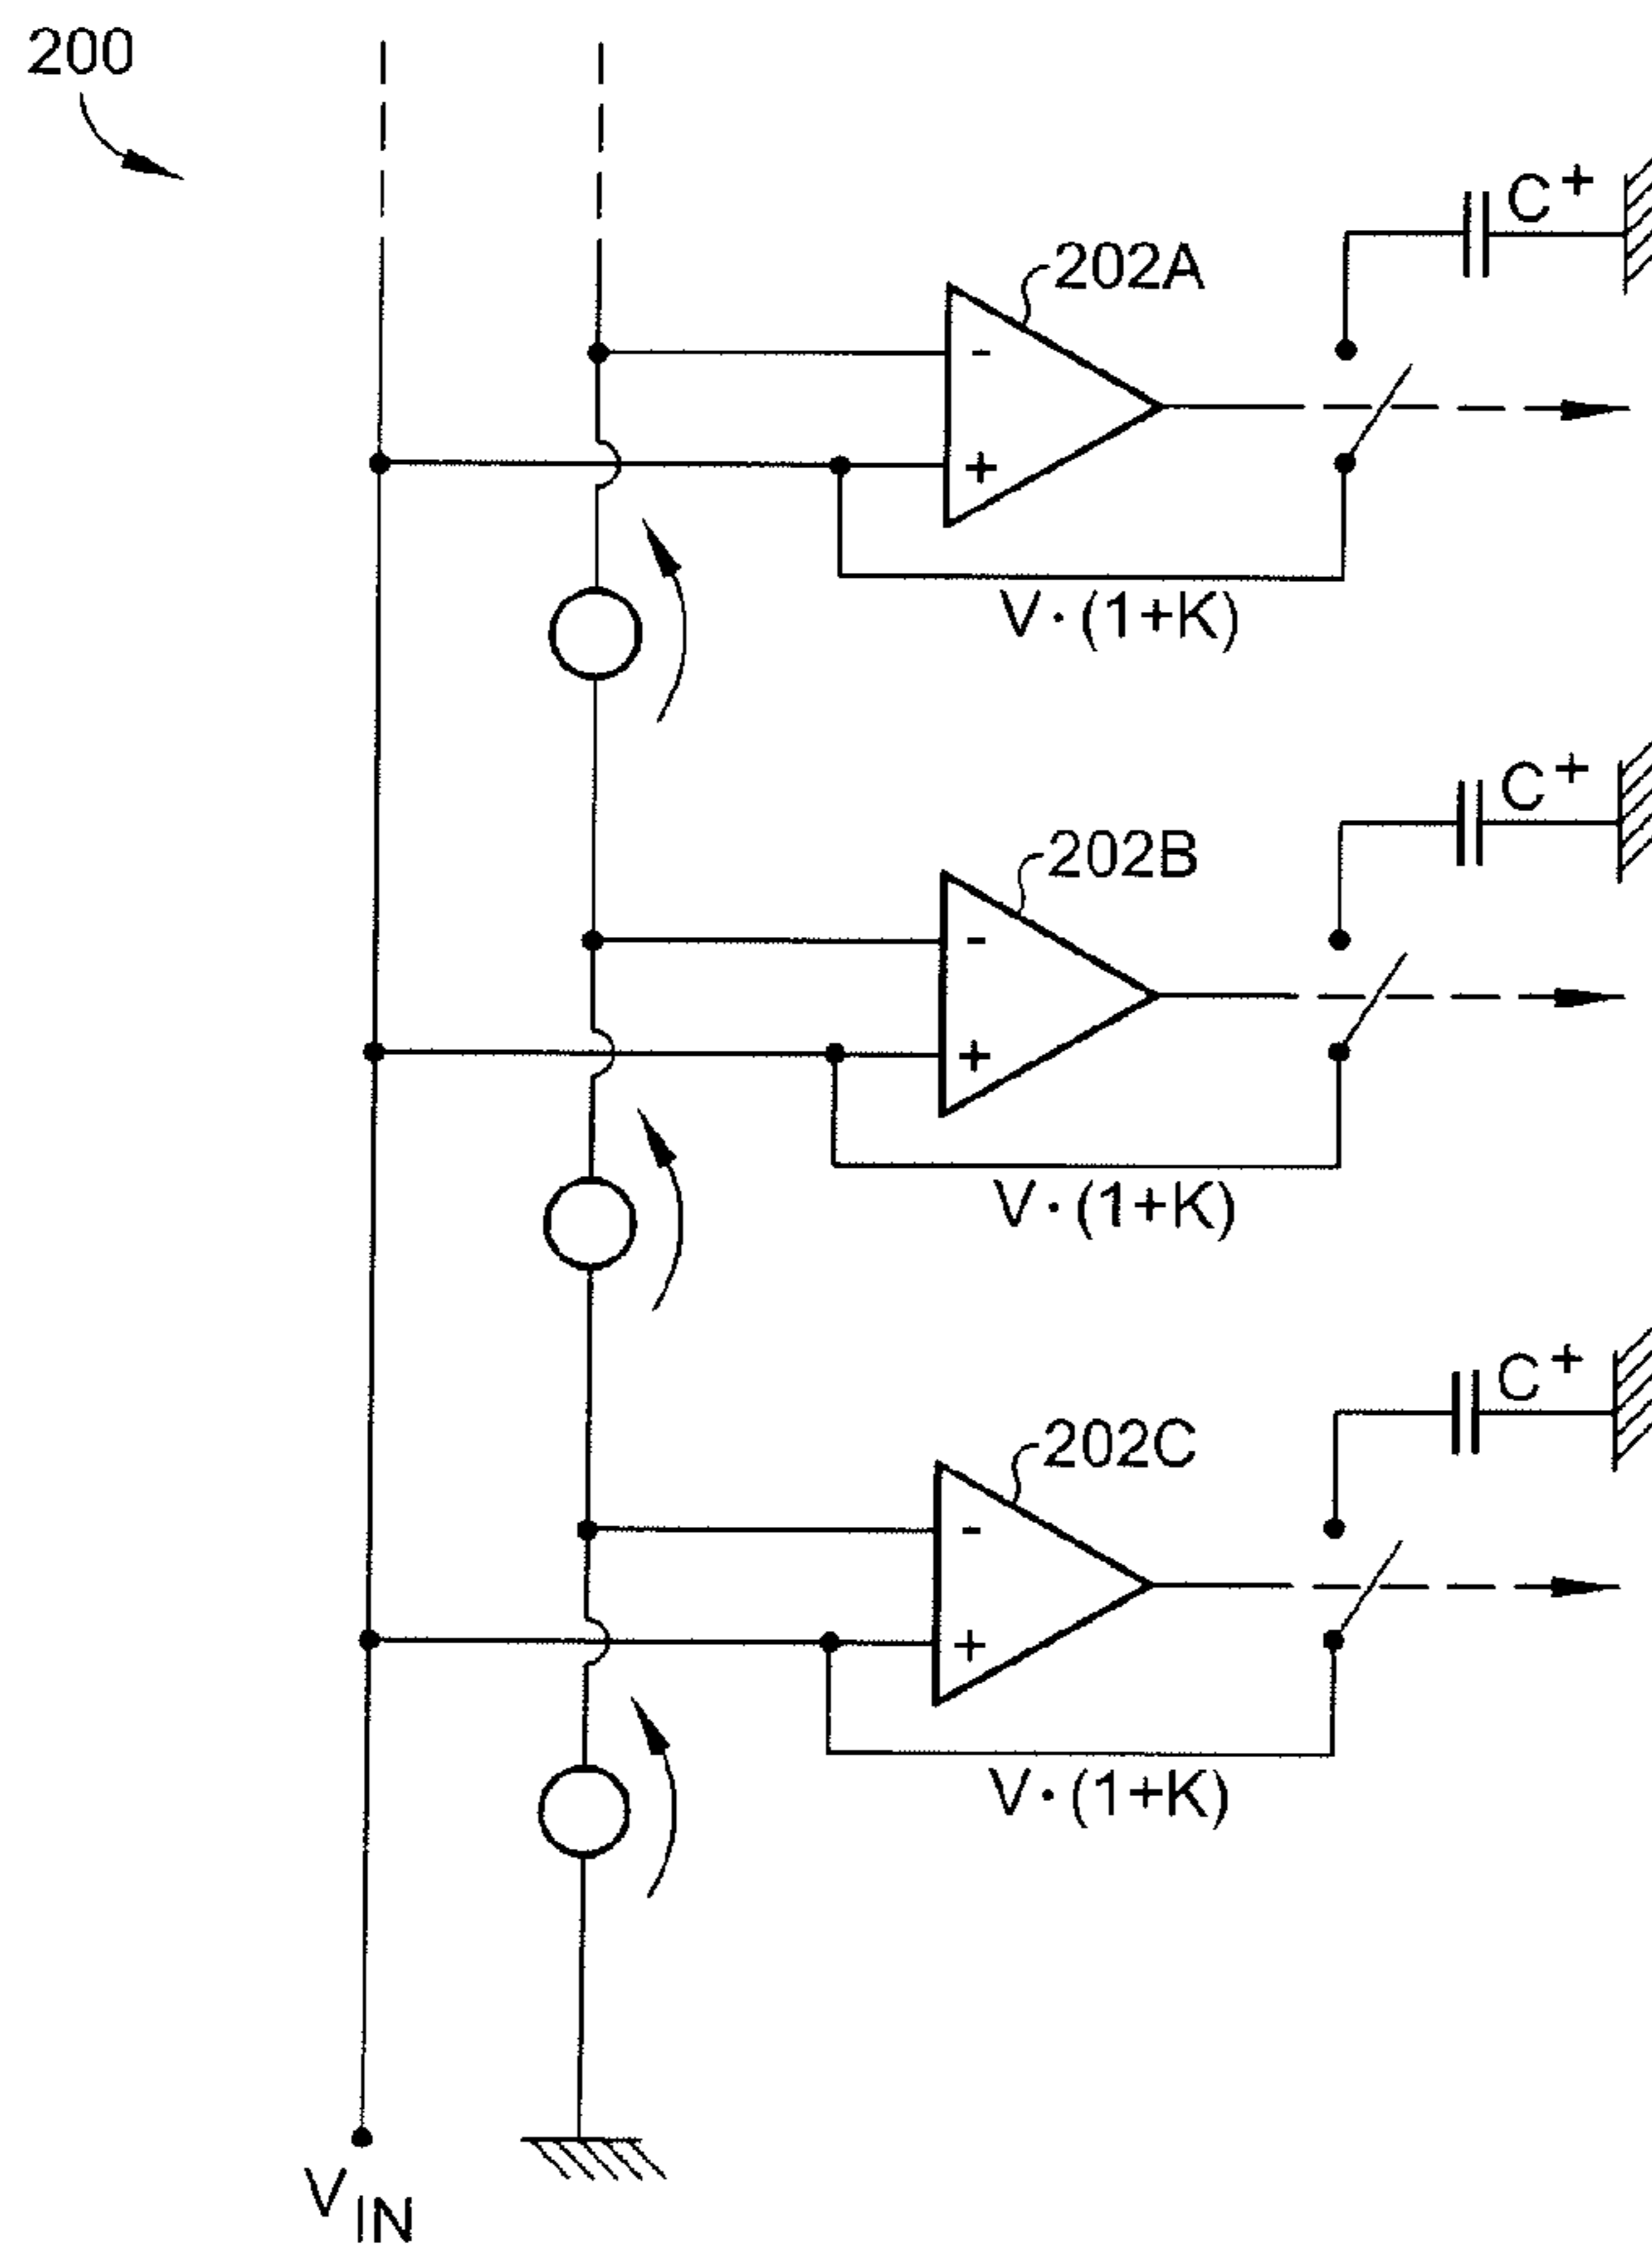 200
C+
202A
- 
+
V·(1+K)
C+
202B
-
+
V·(1+K)
C+
202C
-
+
V·(1+K)
VIN